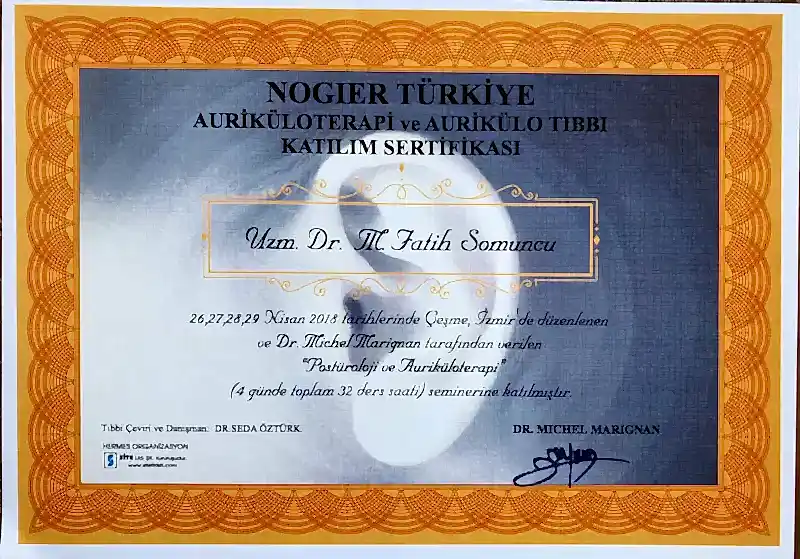 NOGIER TÜRKİYE
AURİKÜLOTERAPİ ve AURİKÜLO TIBBI
KATILIM SERTİFİKASI
Uzm. Dr. M. Fatih Somuncu
26,27,28,29 Nisan 2018 tarihlerinde Çeşme, İzmir'de düzenlenen
ve Dr. Michel Marignan tarafından verilen
"Postüroloji ve Auriküloterapi"
(4 günde toplam 32 ders saati) seminerine katılmıştır.
Tıbbi Çeviri ve Danışman: DR.SEDA ÖZTÜRK
DR. MICHEL MARIGNAN
HERMES ORGANİZASYON